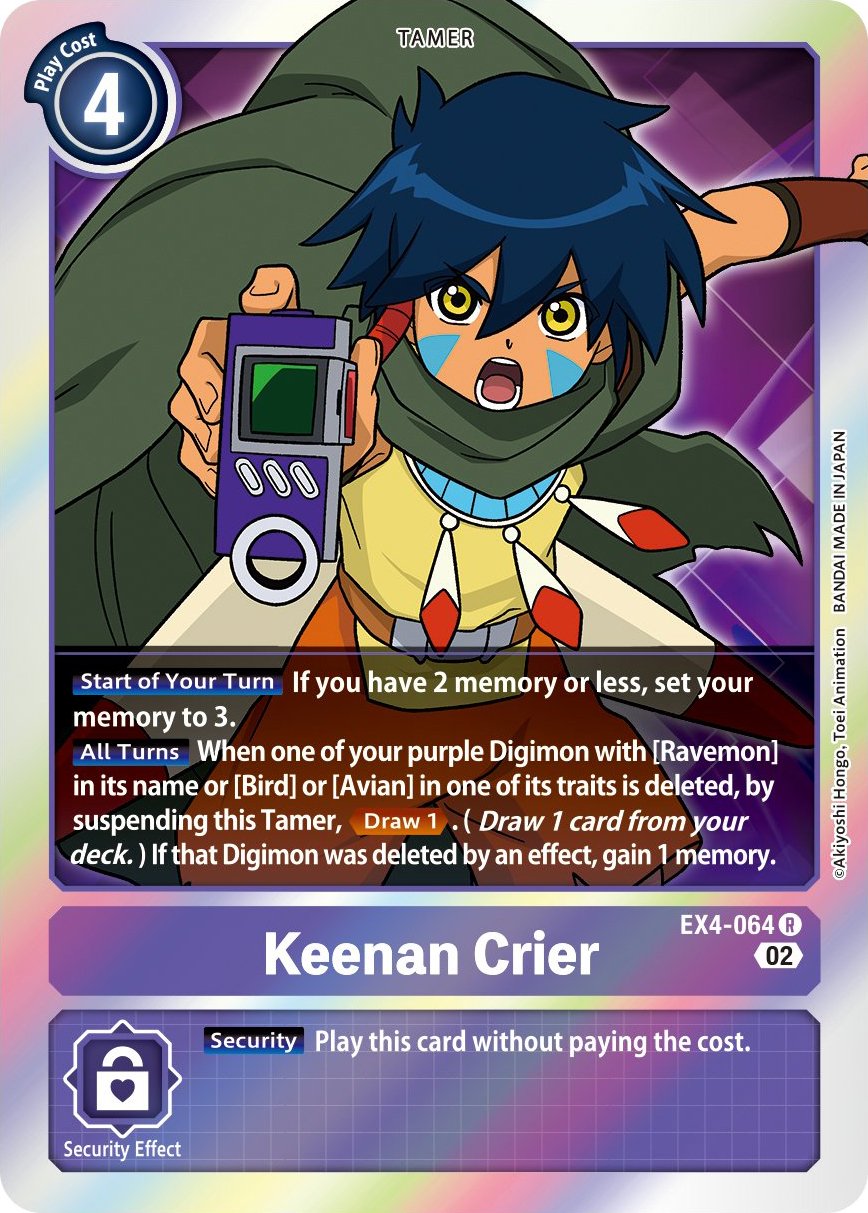 TAMER
Play Cost
4
Start of Your Turn If you have 2 memory or less, set your
memory to 3.
All Turns When one of your purple Digimon with [Ravemon]
in its name or [Bird] or [Avian] in one of its traits is deleted, by
suspending this Tamer, Draw 1 . ( Draw 1 card from your
deck. ) If that Digimon was deleted by an effect, gain 1 memory.
©Akiyoshi Hongo, Toei Animation BANDAI MADE IN JAPAN
EX4-064 R
Keenan Crier
02
Security Play this card without paying the cost.
Security Effect